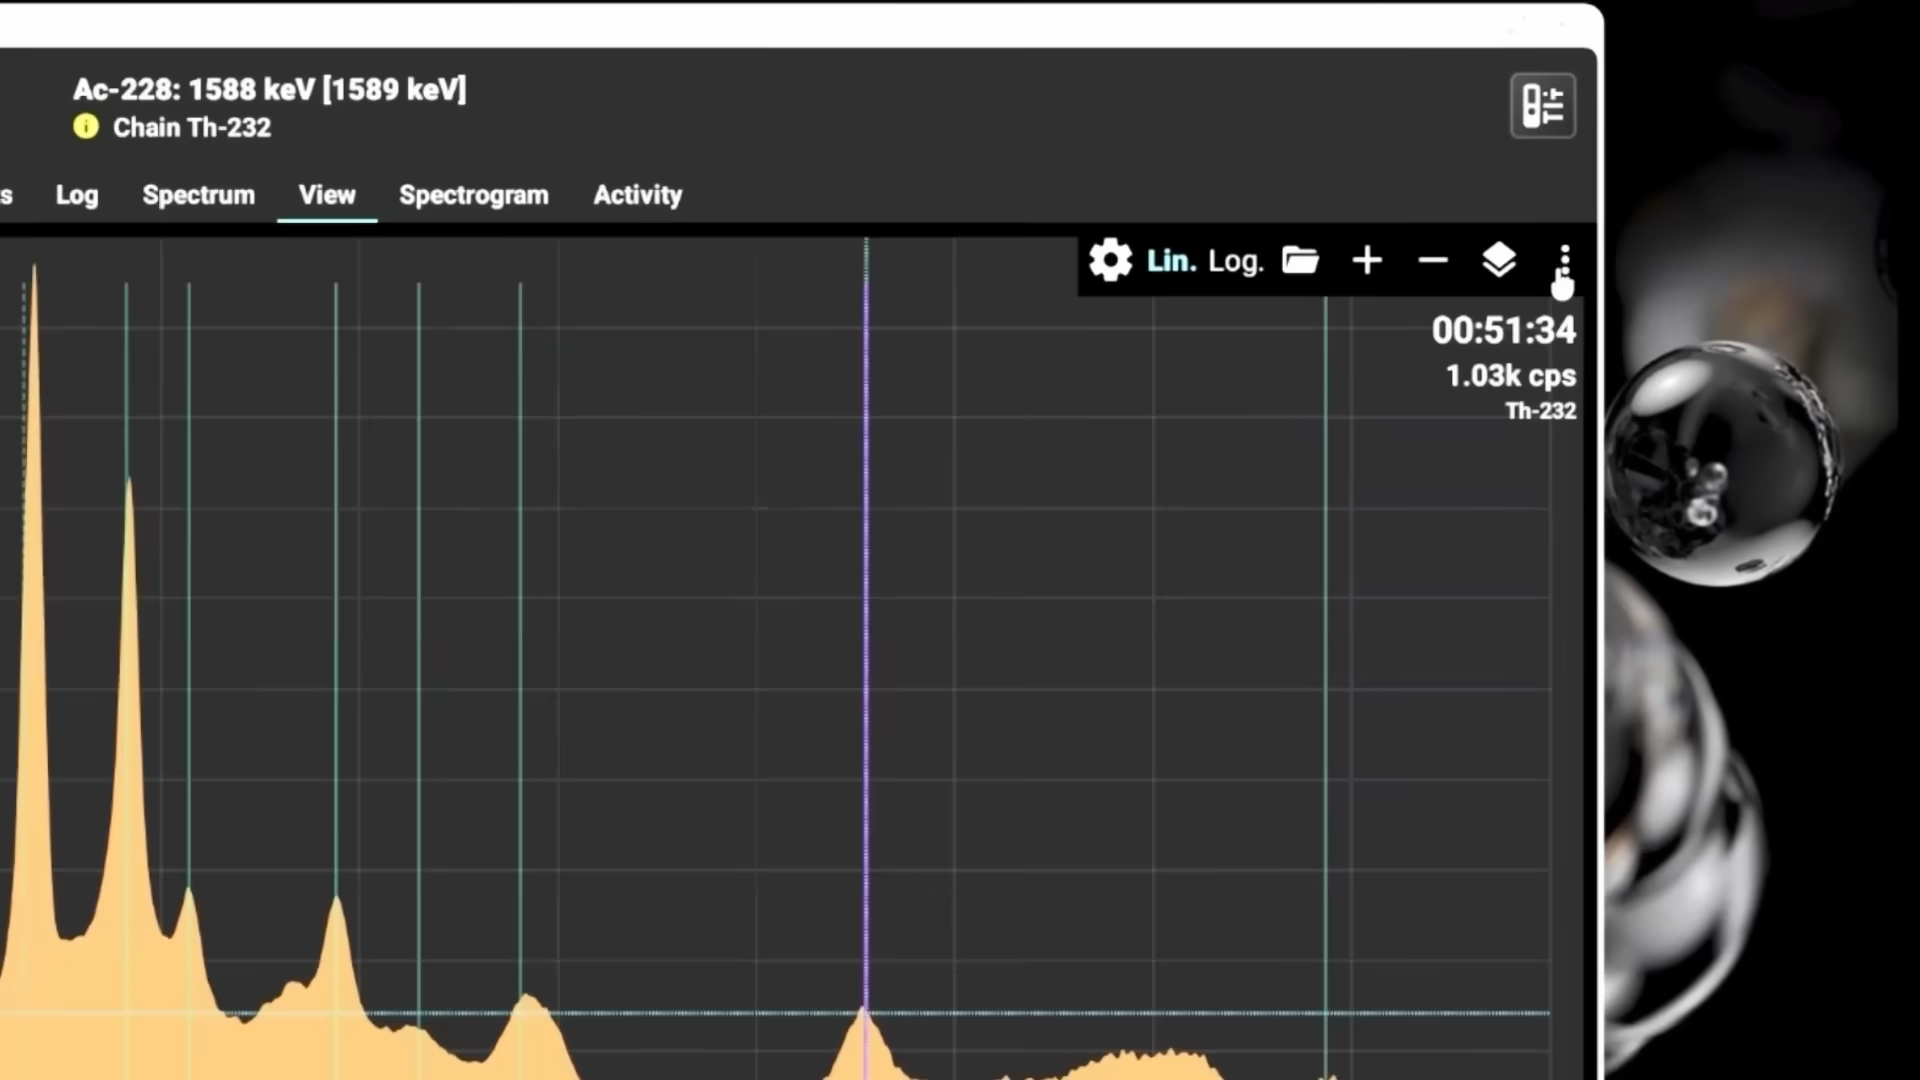 Ac-228: 1588 keV [1589 keV]
Chain Th-232
s Log Spectrum View Spectrogram Activity
Lin. Log.
00:51:34
1.03k cps
Th-232